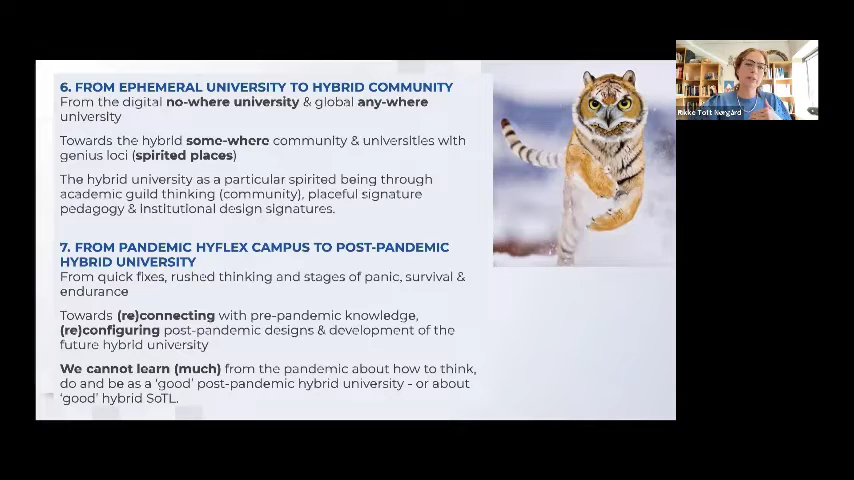 6. FROM EPHEMERAL UNIVERSITY TO HYBRID COMMUNITY
From the digital no-where university & global any-where
university
Towards the hybrid some-where community & universities with
genius loci (spirited places)
The hybrid university as a particular spirited being through
academic guild thinking (community), placeful signature
pedagogy & Institutional design signatures.
7. FROM PANDEMIC HYFLEX CAMPUS TO POST-PANDEMIC
HYBRID UNIVERSITY
From quick fixes, rushed thinking and stages of panic, survival &
endurance
Towards (re)connecting with pre-pandemic knowledge,
(re)configuring post-pandemic designs & development of the
future hybrid university
We cannot learn (much) from the pandemic about how to think,
do and be as a ‘good’ post-pandemic hybrid university - or about
‘good’ hybrid SoTL.
Rikke Toft Nørgård